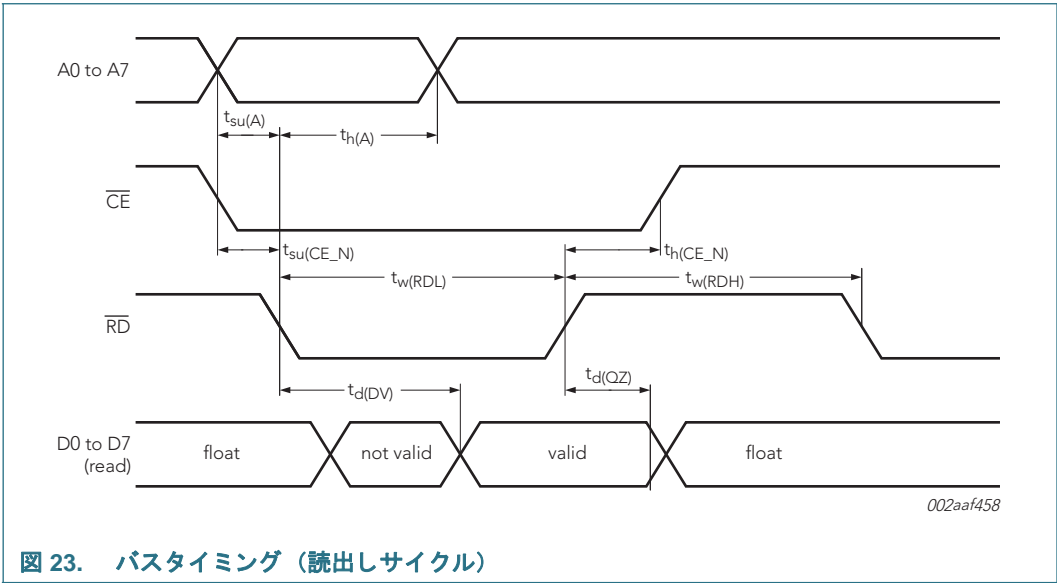 A0 to A7
tsu(A)
th(A)
CE
tsu(CE_N)
th(CE_N)
tw(RDL)
tw(RDH)
RD
td(DV)
td(QZ)
D0 to D7
(read)
float
not valid
valid
float
002aaf458
図 23. バスタイミング（読出しサイクル）